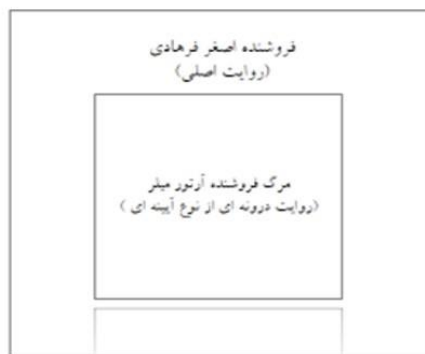 فروشنده اصغر فرهادی
(روایت اصلی)
مرگ فروشنده آرتور میلر
(روایت درونه ای از نوع آیینه ای )